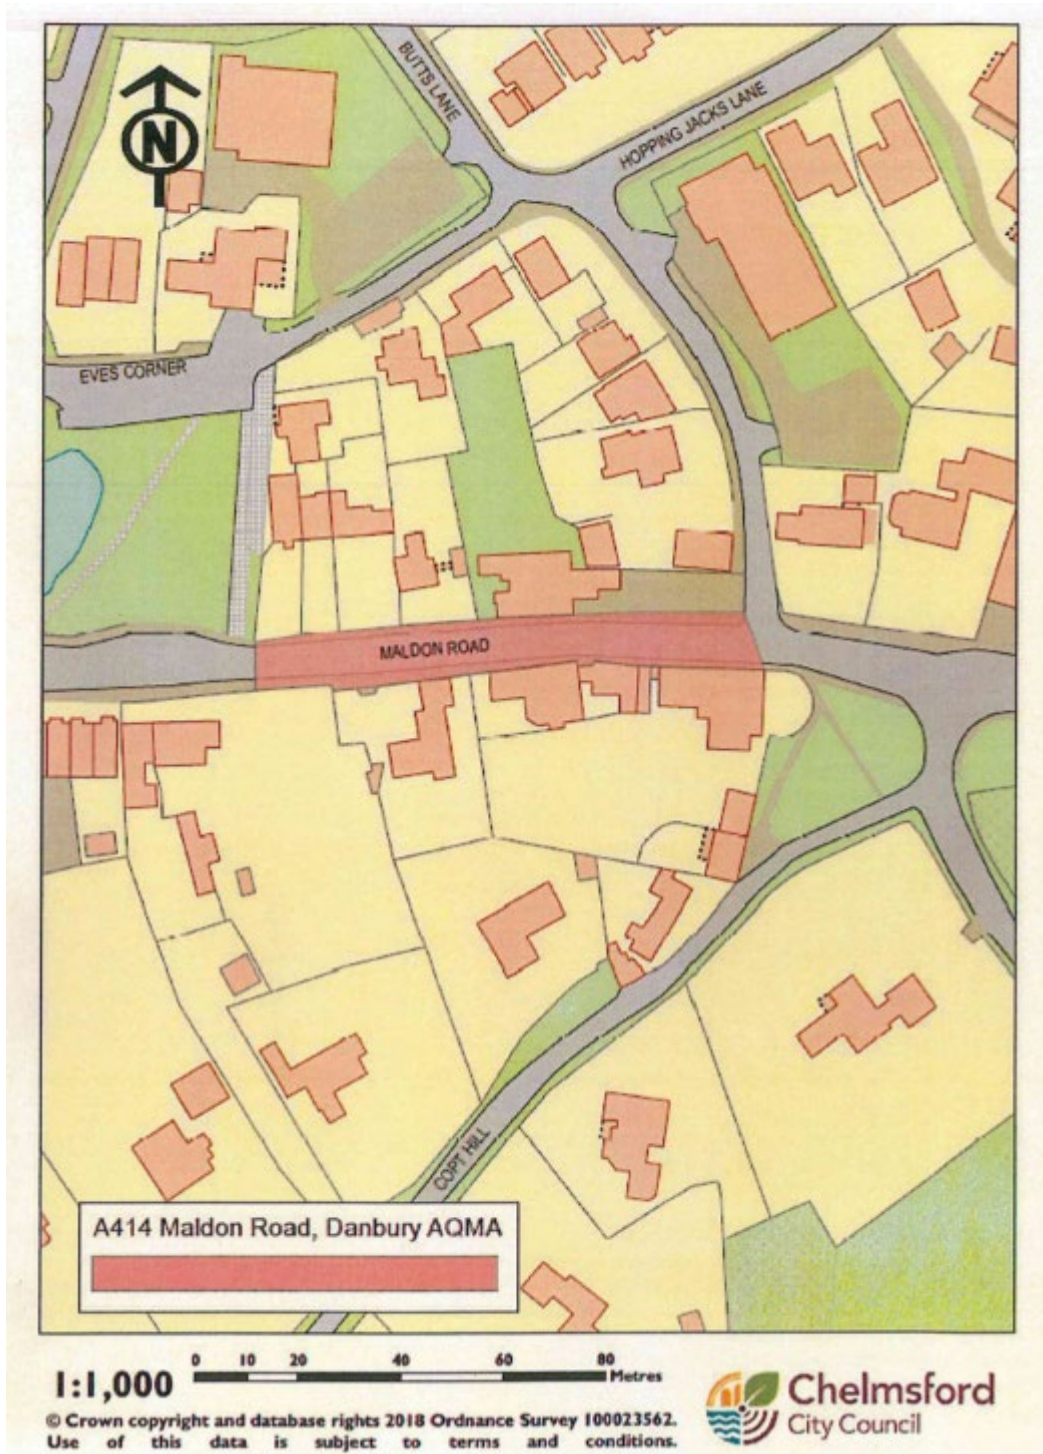 BUTTS LANE
HOPPING JACKS LANE
N
EVES CORNER
MALDON ROAD
COPT HILL
A414 Maldon Road, Danbury AQMA
1:1,000
0 10 20 40 60 80
Metres
© Crown copyright and database rights 2018 Ordnance Survey 100023562.
Use of this data is subject to terms and conditions.
Chelmsford
City Council